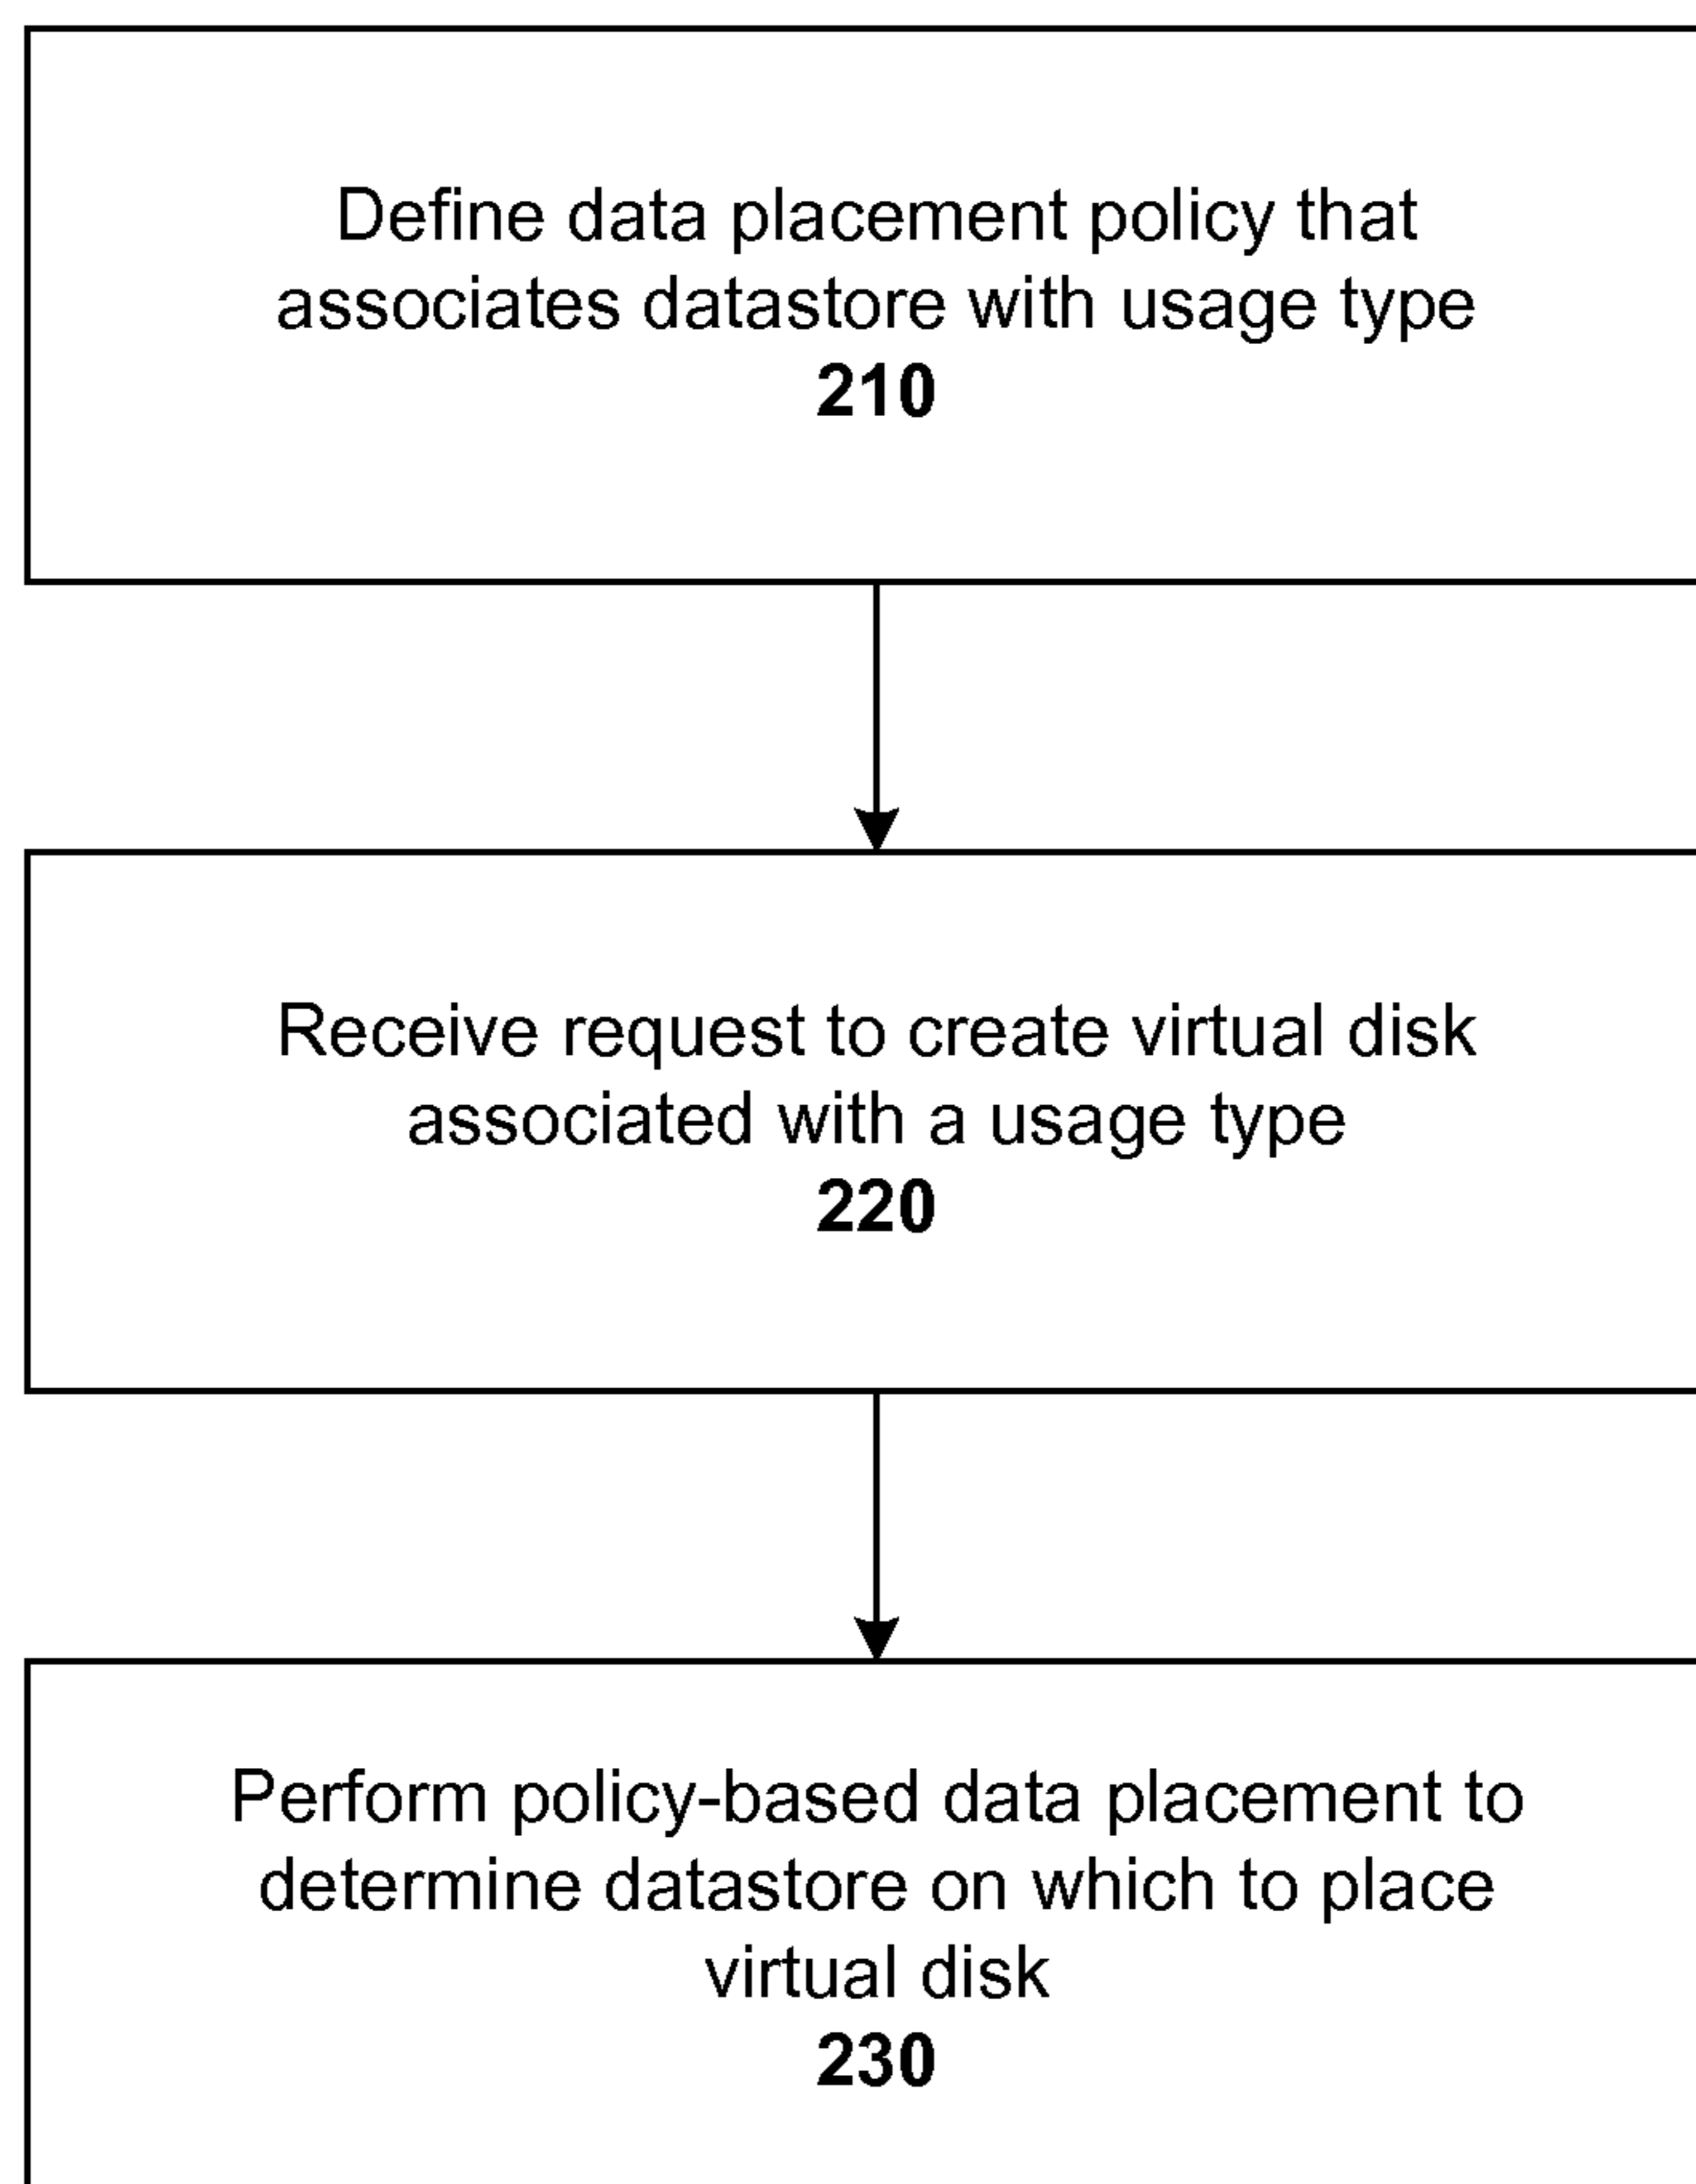 Define data placement policy that
associates datastore with usage type
210
Receive request to create virtual disk
associated with a usage type
220
Perform policy-based data placement to
determine datastore on which to place
virtual disk
230